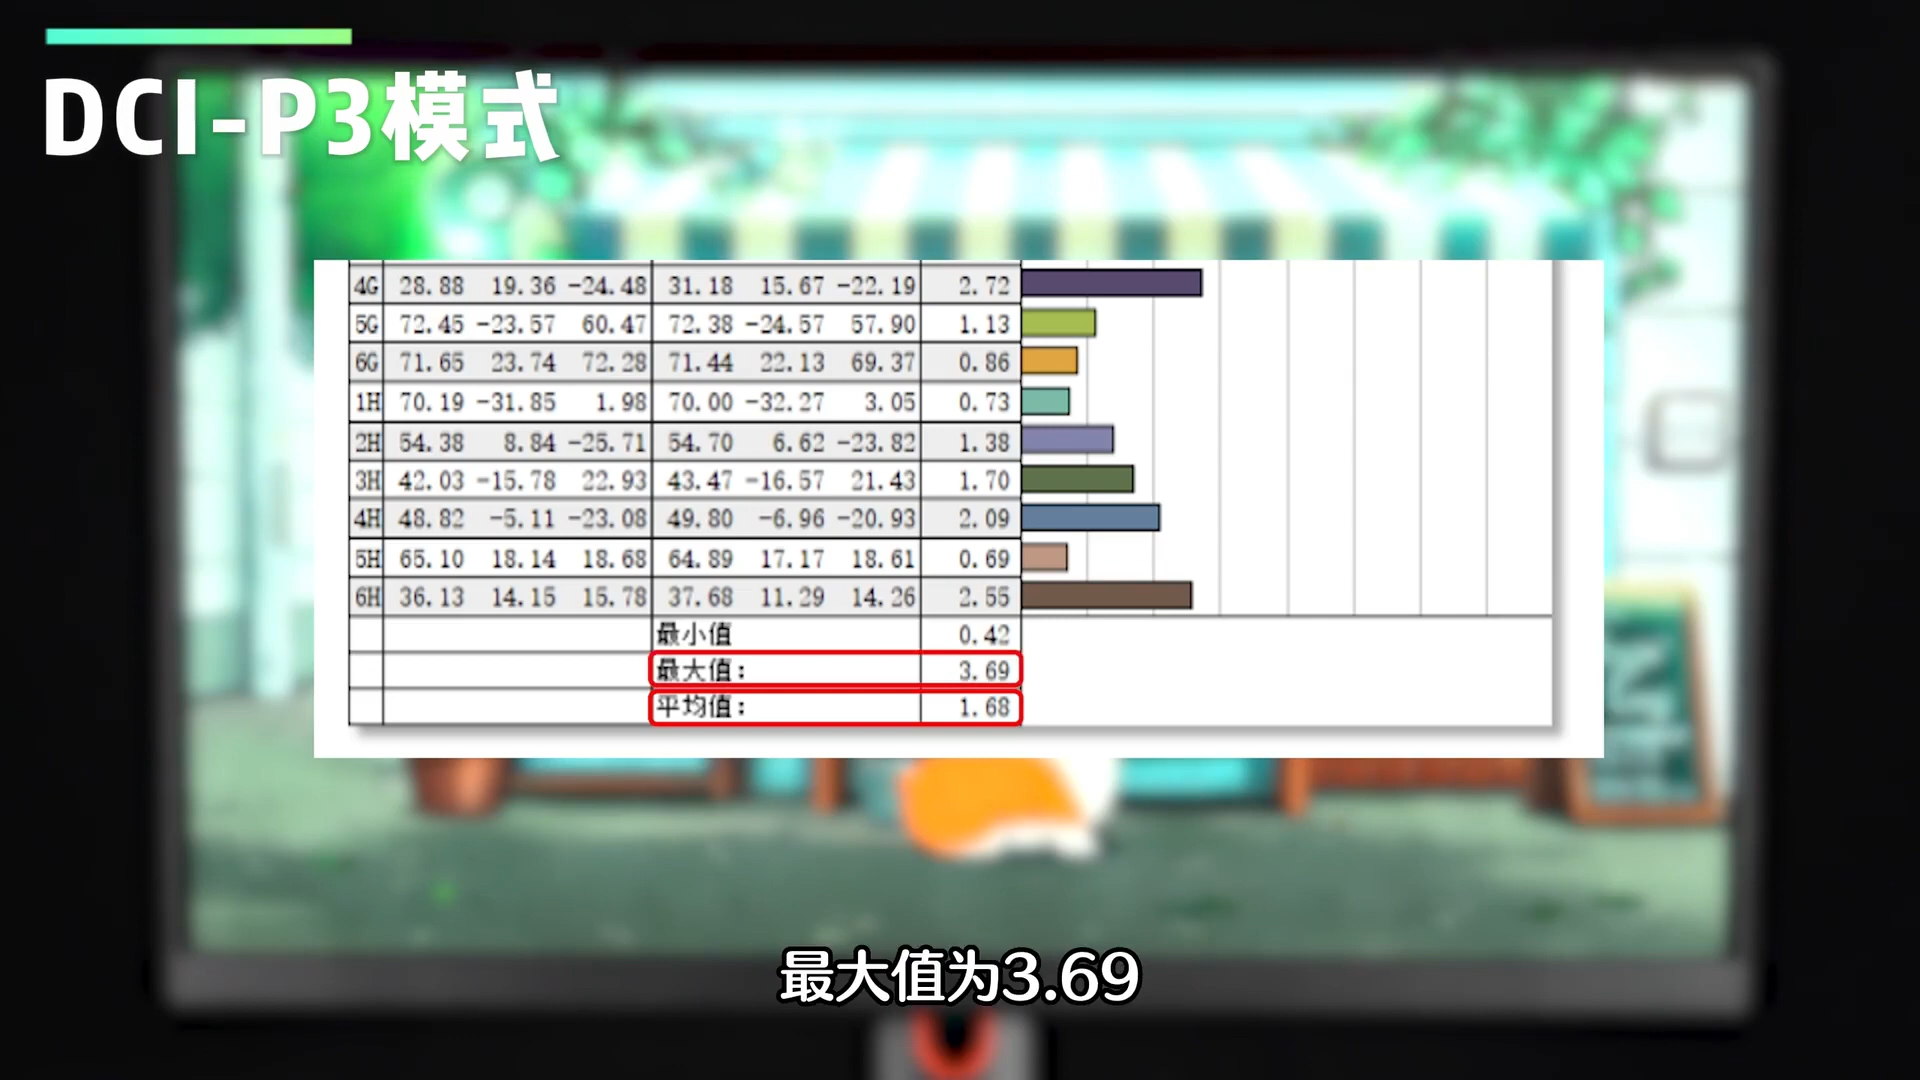 DCI-P3模式
4G 28.88 19.36 -24.48 31.18 15.67 -22.19 2.72
5G 72.45 -23.57 60.47 72.38 -24.57 57.90 1.13
6G 71.65 23.74 72.28 71.44 22.13 69.37 0.86
1H 70.19 -31.85 1.98 70.00 -32.27 3.05 0.73
2H 54.38 8.84 -25.71 54.70 6.62 -23.82 1.38
3H 42.03 -15.78 22.93 43.47 -16.57 21.43 1.70
4H 48.82 -5.11 -23.08 49.80 -6.96 -20.93 2.09
5H 65.10 18.14 18.68 64.89 17.17 18.61 0.69
6H 36.13 14.15 15.78 37.68 11.29 14.26 2.55
最小值 0.42
最大值: 3.69
平均值: 1.68
最大值为3.69